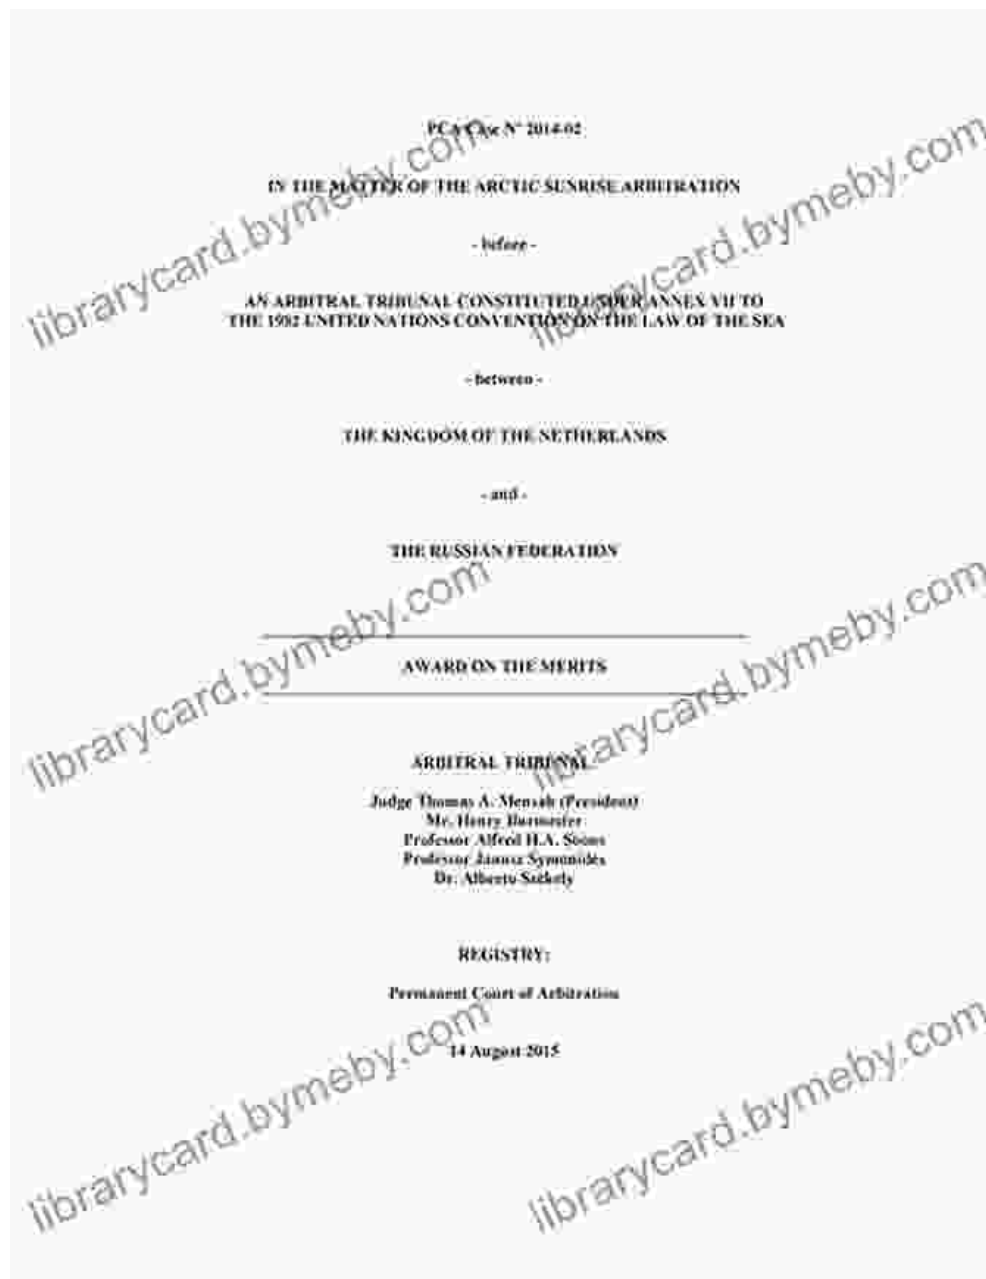 PCA Case Nº 2014-02
IN THE MATTER OF THE ARCTIC SUNRISE ARBITRATION
- before -
AN ARBITRAL TRIBUNAL CONSTITUTED UNDER ANNEX VII TO
THE 1982 UNITED NATIONS CONVENTION ON THE LAW OF THE SEA
- between -
THE KINGDOM OF THE NETHERLANDS
- and -
THE RUSSIAN FEDERATION
AWARD ON THE MERITS
ARBITRAL TRIBUNAL
Judge Thomas A. Mensah (President)
Mr. Henry Burmester
Professor Alfred H.A. Soons
Professor Janusz Symonides
Dr. Alberto Székely
REGISTRY:
Permanent Court of Arbitration
14 August 2015
librarycard.bymeby.com
librarycard.bymeby.com
librarycard.bymeby.com
librarycard.bymeby.com
librarycard.bymeby.com
librarycard.bymeby.com